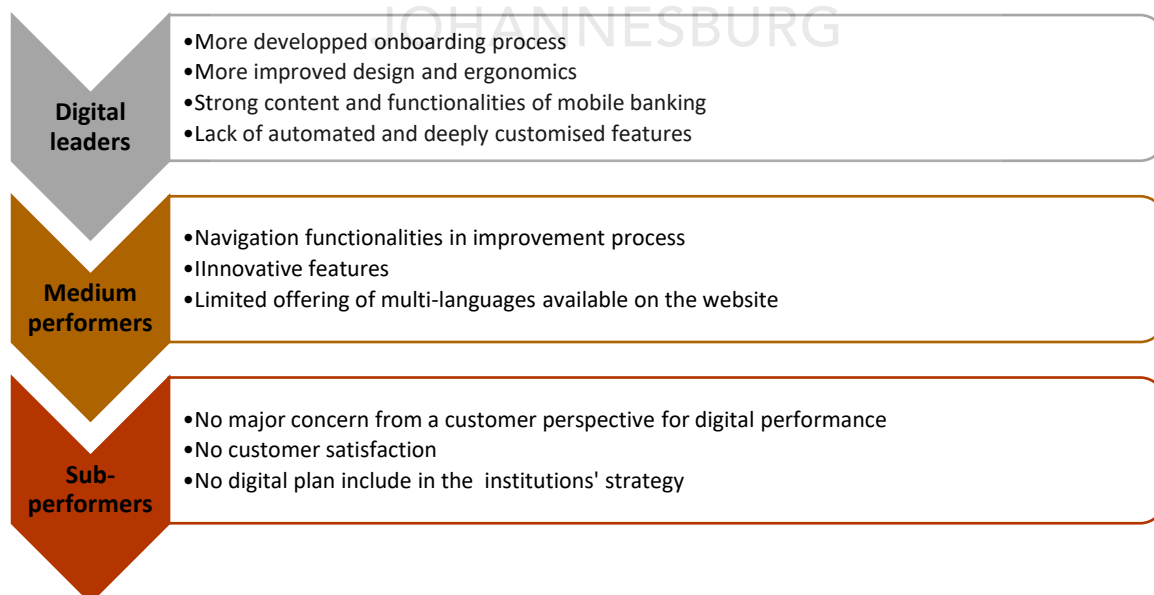 JOHANNESBURG
Digital
leaders
•More developped onboarding process
•More improved design and ergonomics
•Strong content and functionalities of mobile banking
•Lack of automated and deeply customised features
Medium
performers
•Navigation functionalities in improvement process
•IInnovative features
•Limited offering of multi-languages available on the website
Sub-
performers
•No major concern from a customer perspective for digital performance
•No customer satisfaction
•No digital plan include in the  institutions' strategy